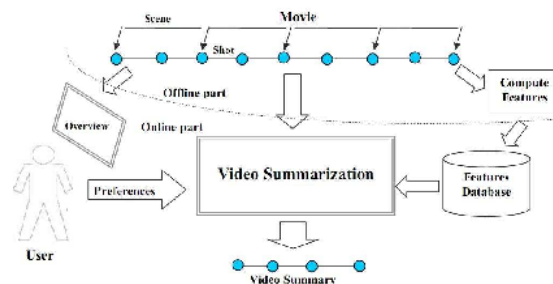 Scene
Movie
Shot
Offline part
Compute
Features
Overview
Online part
Video Summarization
Features
Database
Preferences
User
Video Summary